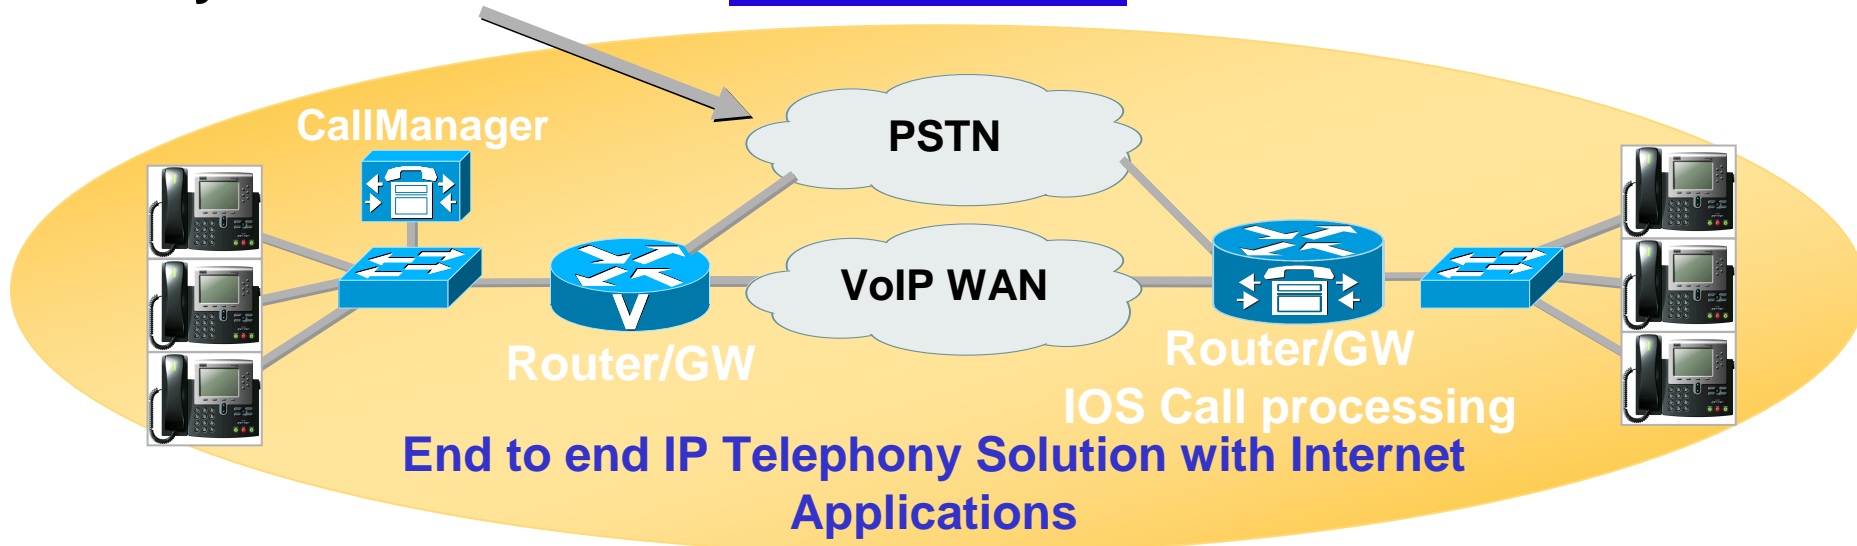 CallManager
PSTN
VoIP WAN
V
Router/GW
Router/GW
IOS Call processing
End to end IP Telephony Solution with Internet
Applications